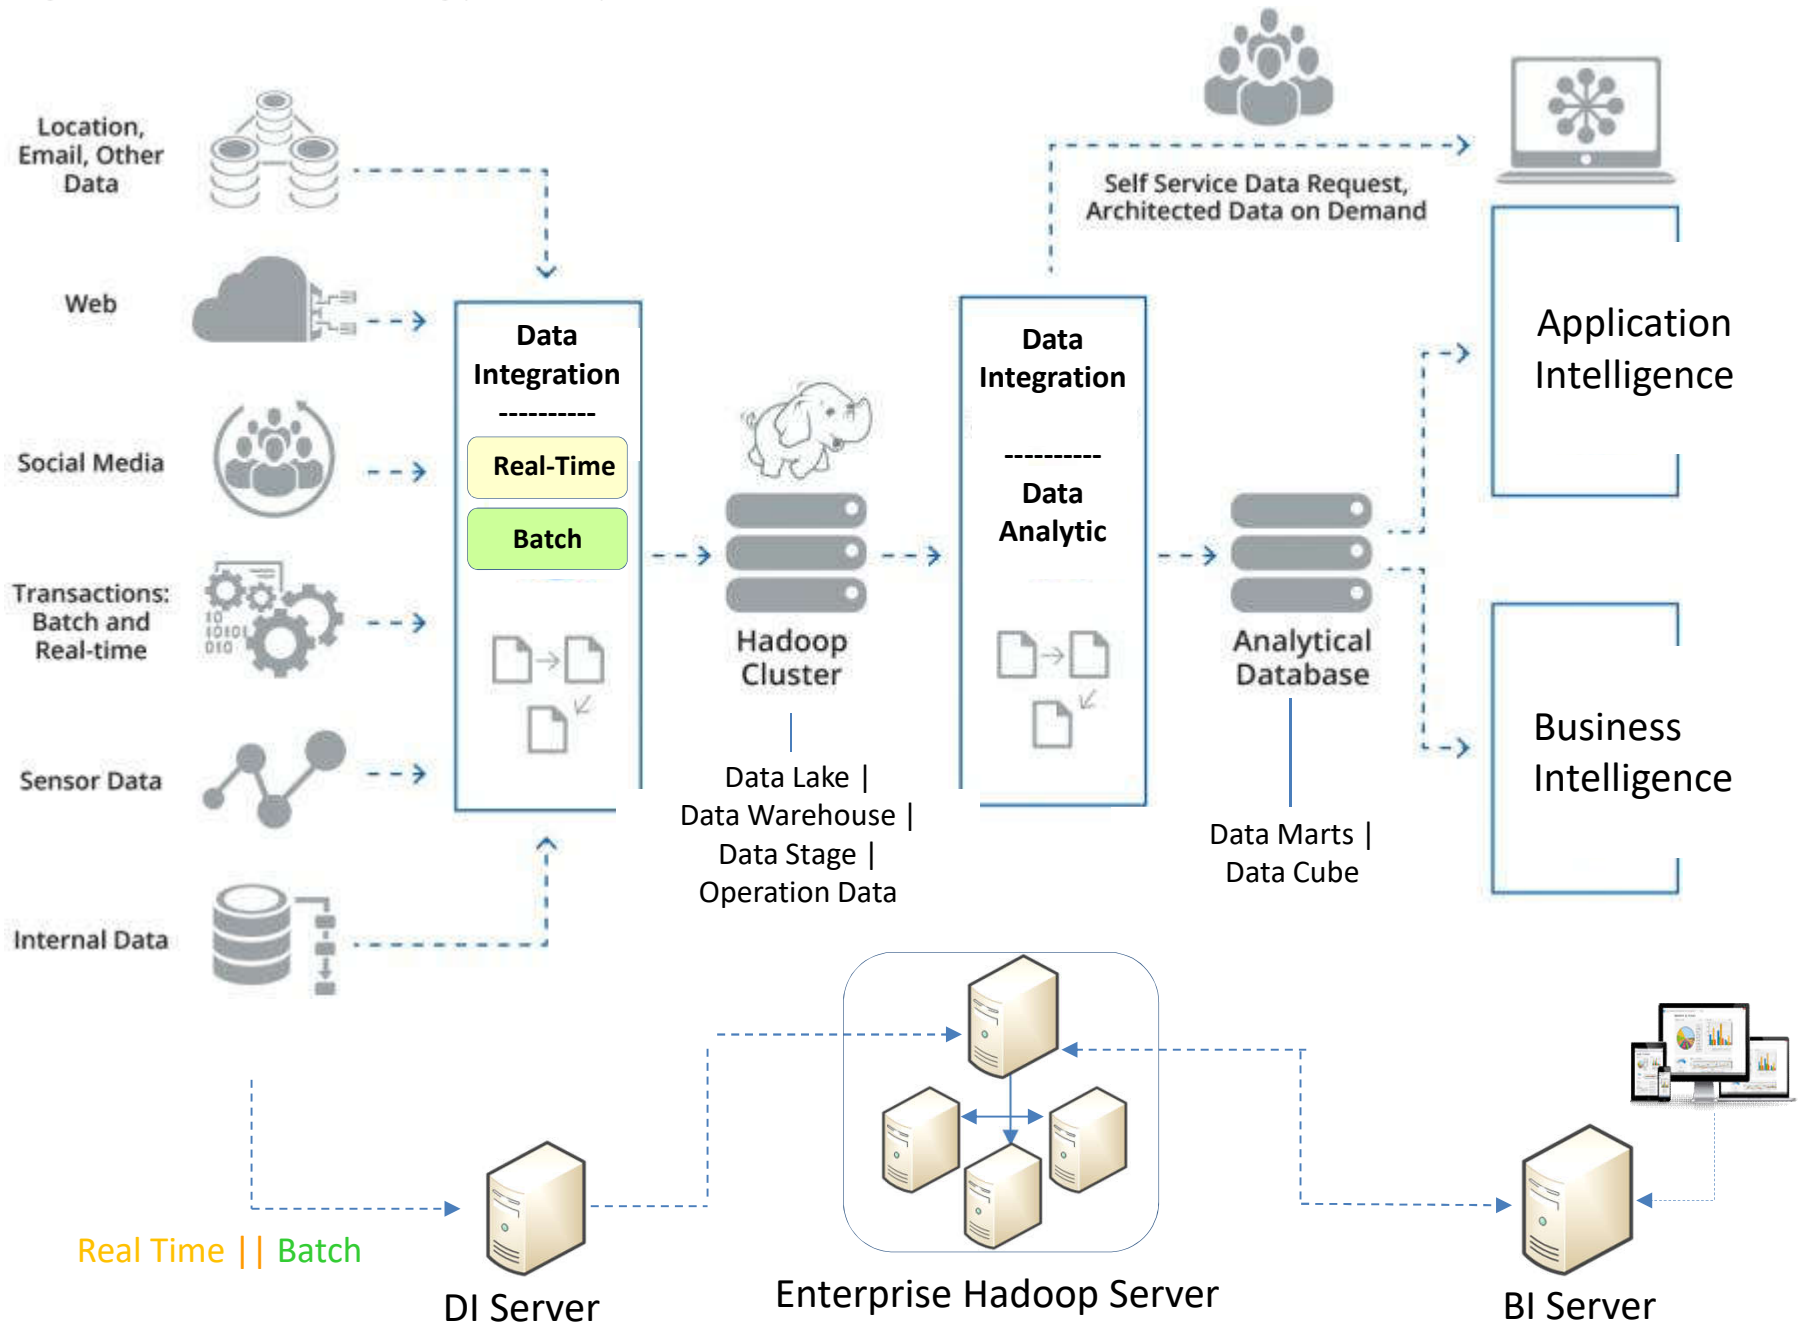 Location,
Email, Other
Data
Web
Social Media
Transactions:
Batch and
Real-time
10
10101
010
Sensor Data
Internal Data
Data
Integration
----------
Real-Time
Batch
Hadoop
Cluster
Data Lake |
Data Warehouse |
Data Stage |
Operation Data
Data
Integration
----------
Data
Analytic
Self Service Data Request,
Architected Data on Demand
Analytical
Database
Data Marts |
Data Cube
Application
Intelligence
Business
Intelligence
Real Time || Batch
DI Server
Enterprise Hadoop Server
BI Server